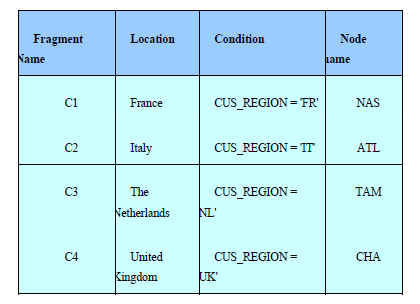 Fragment Name Location Condition Node name
C1 France CUS_REGION = 'FR' NAS
C2 Italy CUS_REGION = 'IT' ATL
C3 The Netherlands CUS_REGION = NL' TAM
C4 United Kingdom CUS_REGION = UK' CHA